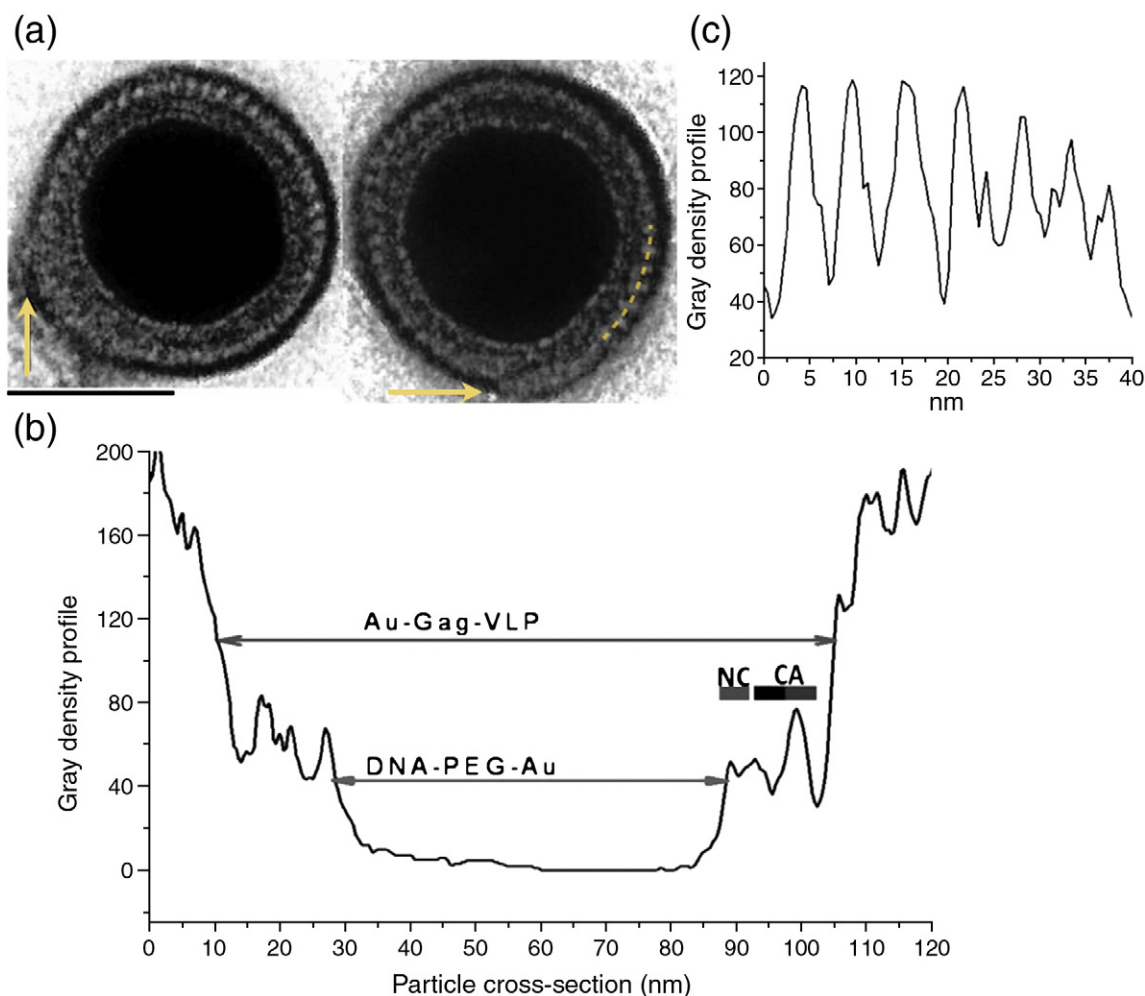 (a)
(c)
Gray density profile
120
100
80
60
40
20
0 5 10 15 20 25 30 35 40
nm
(b)
Gray density profile
200
160
120
80
40
0
Au-Gag-VLP
NC CA
DNA-PEG-Au
0 10 20 30 40 50 60 70 80 90 100 110 120
Particle cross-section (nm)